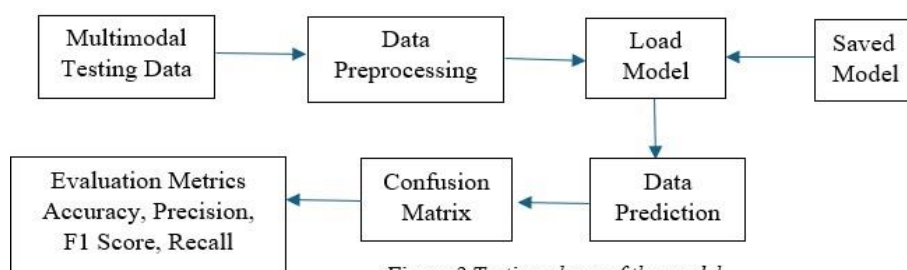 Multimodal
Testing Data
Data
Preprocessing
Load
Model
Saved
Model
Evaluation Metrics
Accuracy, Precision,
F1 Score, Recall
Confusion
Matrix
Data
Prediction